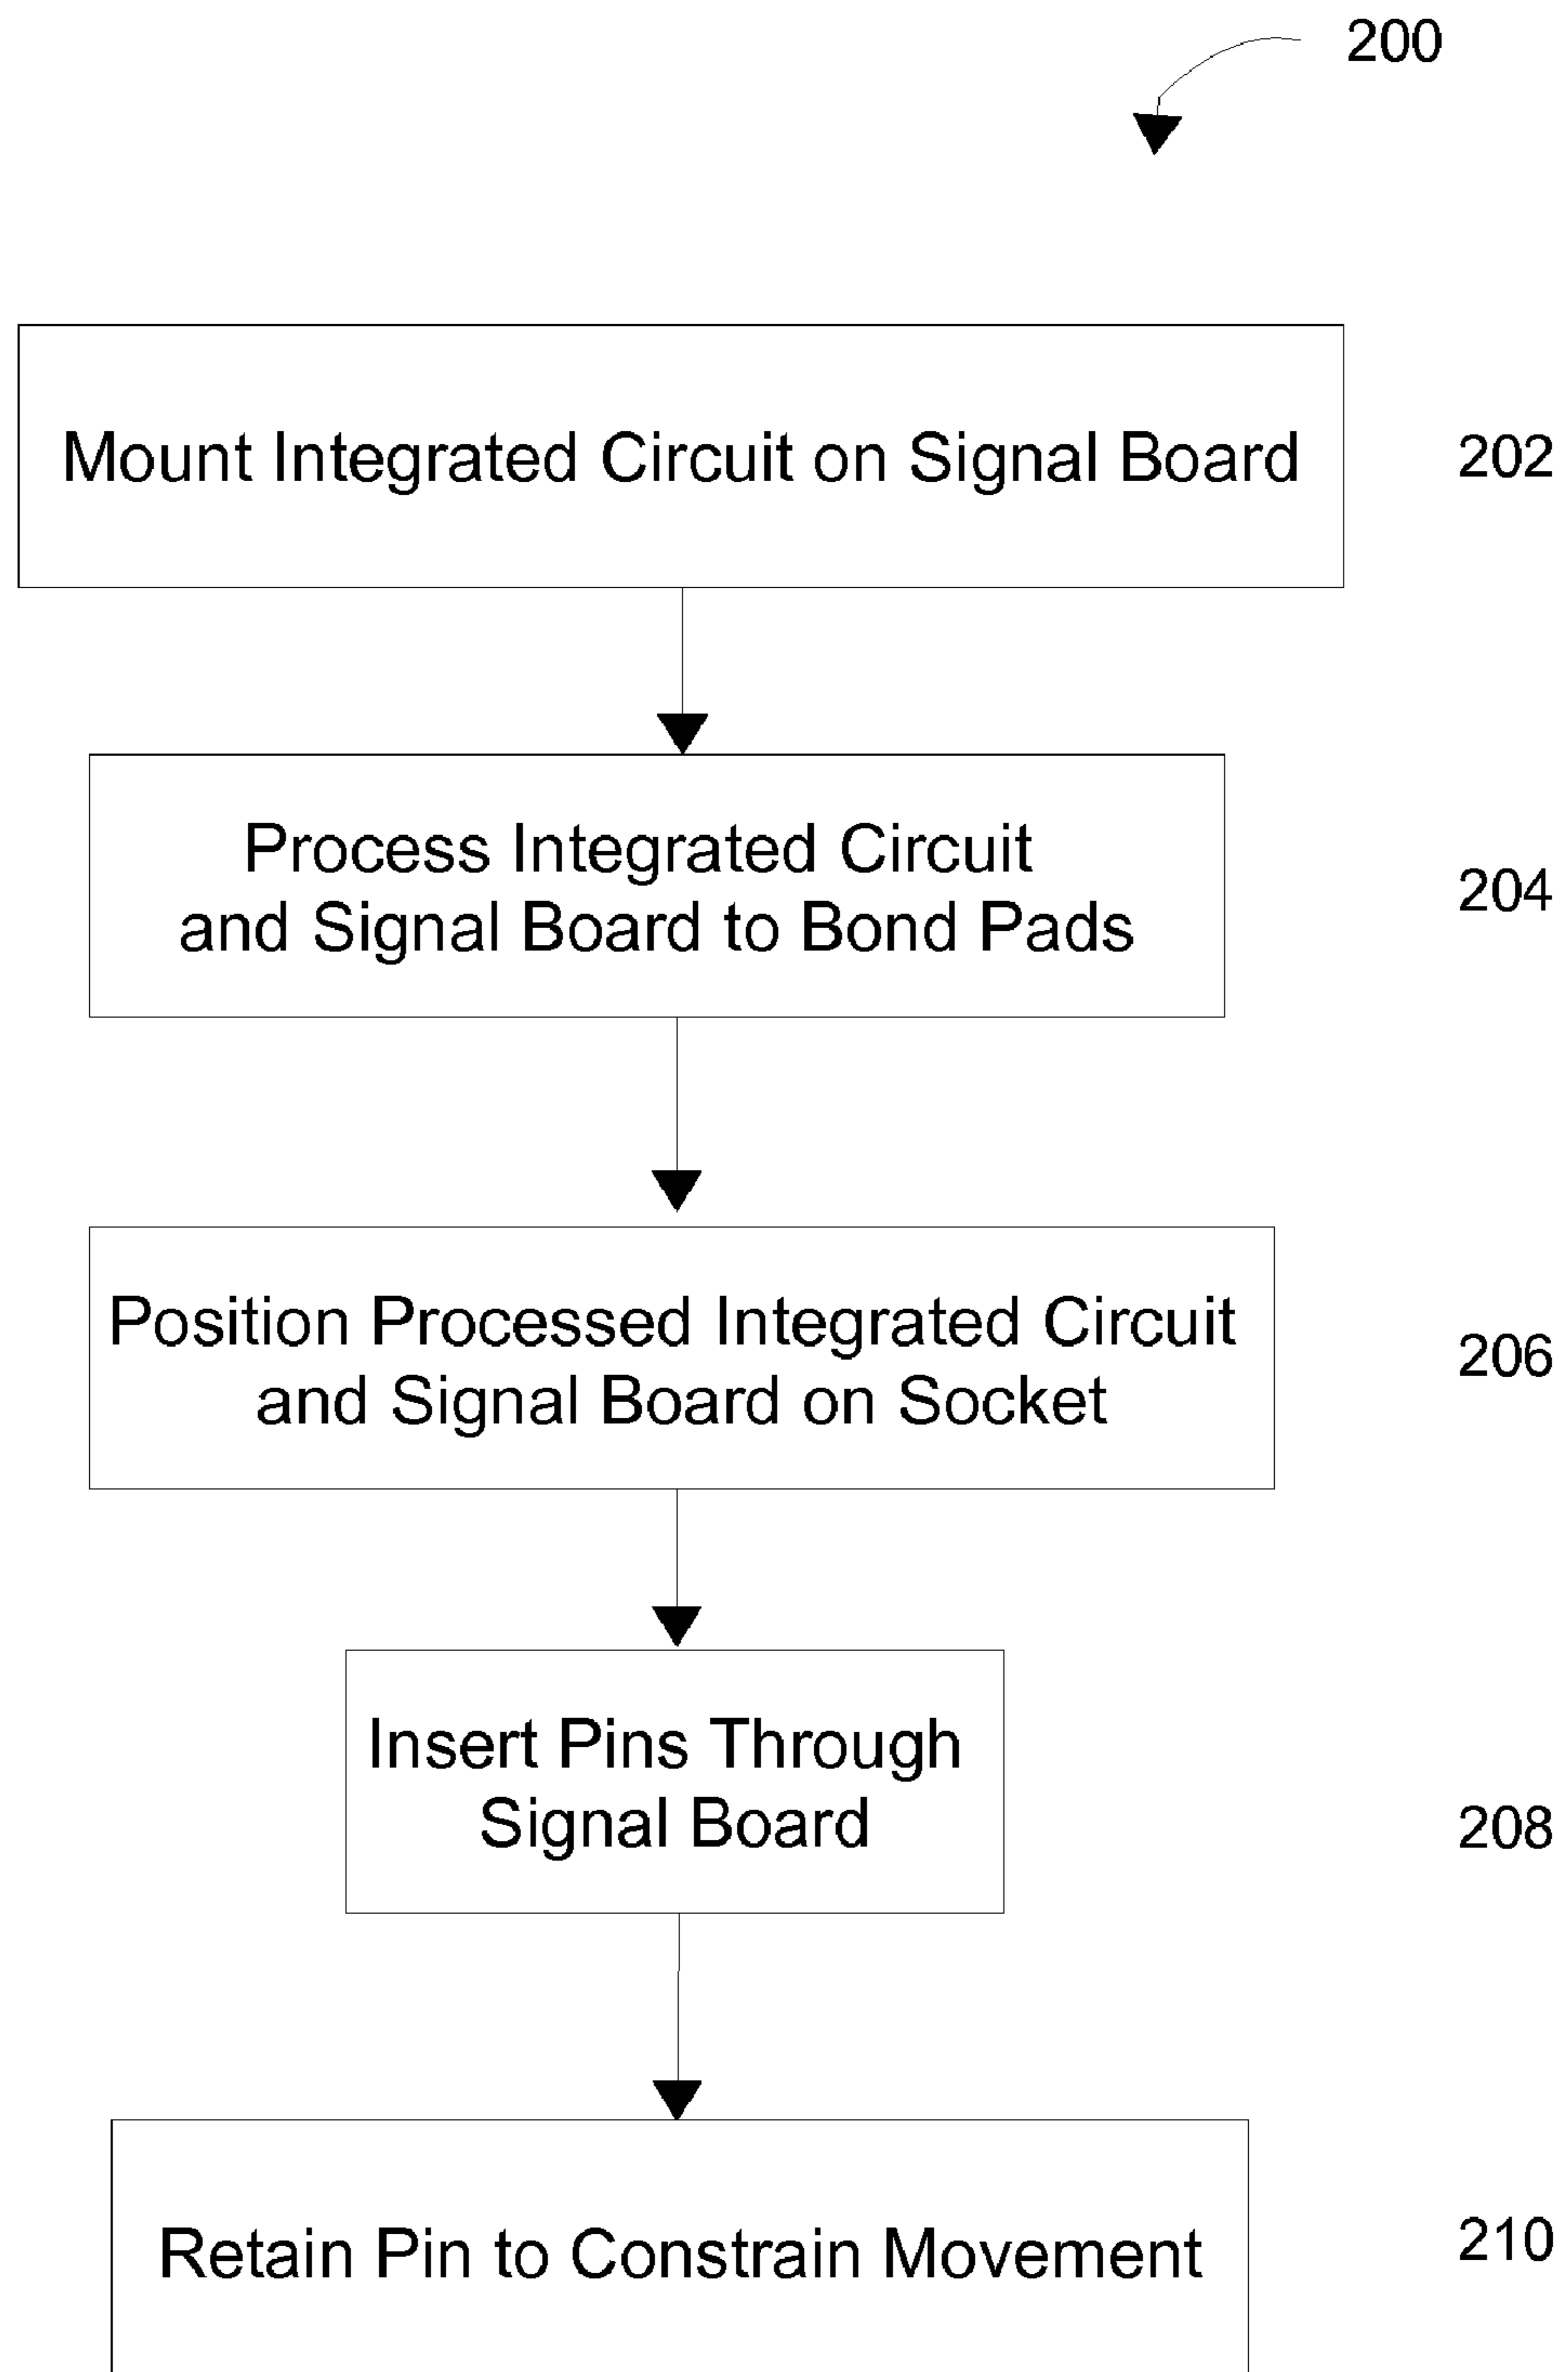 200
Mount Integrated Circuit on Signal Board
202
Process Integrated Circuit
and Signal Board to Bond Pads
204
Position Processed Integrated Circuit
and Signal Board on Socket
206
Insert Pins Through
Signal Board
208
Retain Pin to Constrain Movement
210